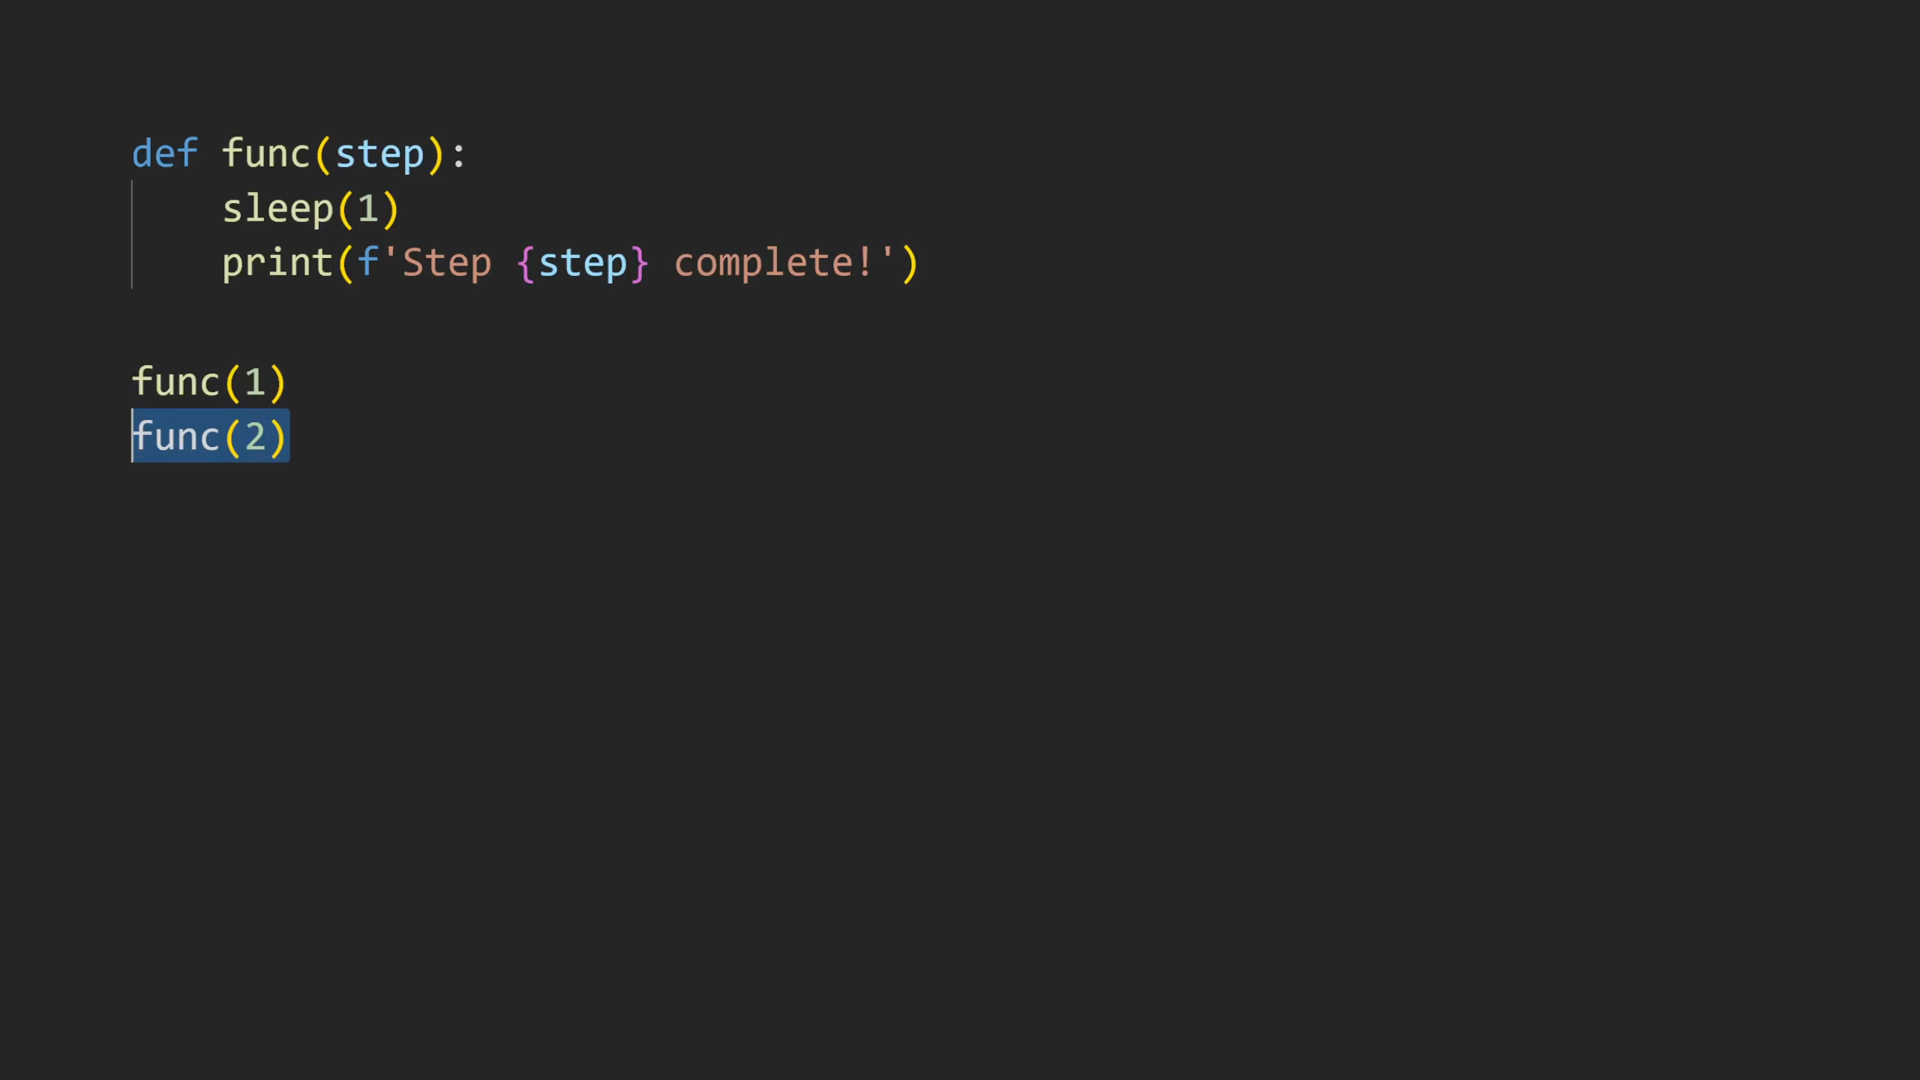 def func(step):
    sleep(1)
    print(f'Step {step} complete!')
func(1)
func(2)